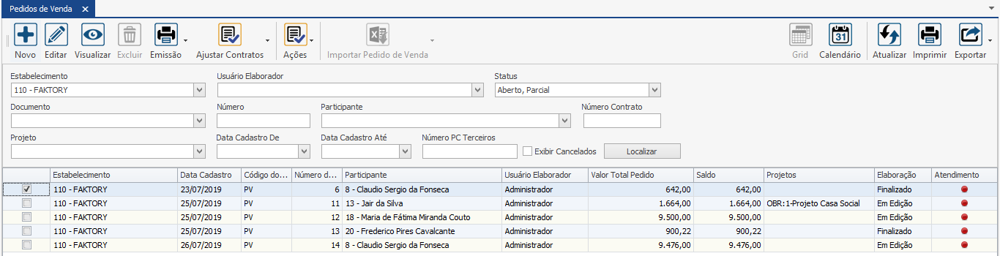 Pedidos de Venda
Novo Editar Visualizar Excluir Emissão Ajustar Contratos Ações Importar Pedido de Venda Grid 31 Calendário Atualizar Imprimir Exportar
Estabelecimento Usuário Elaborador Status
110 - FAKTORY Aberto, Parcial
Documento Número Participante Número Contrato
Projeto Data Cadastro De Data Cadastro Até Número PC Terceiros
Exibir Cancelados Localizar
Estabelecimento Data Cadastro Código do... Número d... Participante Usuário Elaborador Valor Total Pedido Saldo Projetos Elaboração Atendimento
110 - FAKTORY 23/07/2019 PV 6 8 - Claudio Sergio da Fonseca Administrador 642,00 642,00 Finalizado
110 - FAKTORY 25/07/2019 PV 11 13 - Jair da Silva Administrador 1.664,00 1.664,00 OBR:1-Projeto Casa Social Em Edição
110 - FAKTORY 25/07/2019 PV 12 18 - Maria de Fátima Miranda Couto Administrador 9.500,00 9.500,00 Em Edição
110 - FAKTORY 25/07/2019 PV 13 20 - Frederico Pires Cavalcante Administrador 900,22 900,22 Finalizado
110 - FAKTORY 26/07/2019 PV 14 8 - Claudio Sergio da Fonseca Administrador 9.476,00 9.476,00 Em Edição